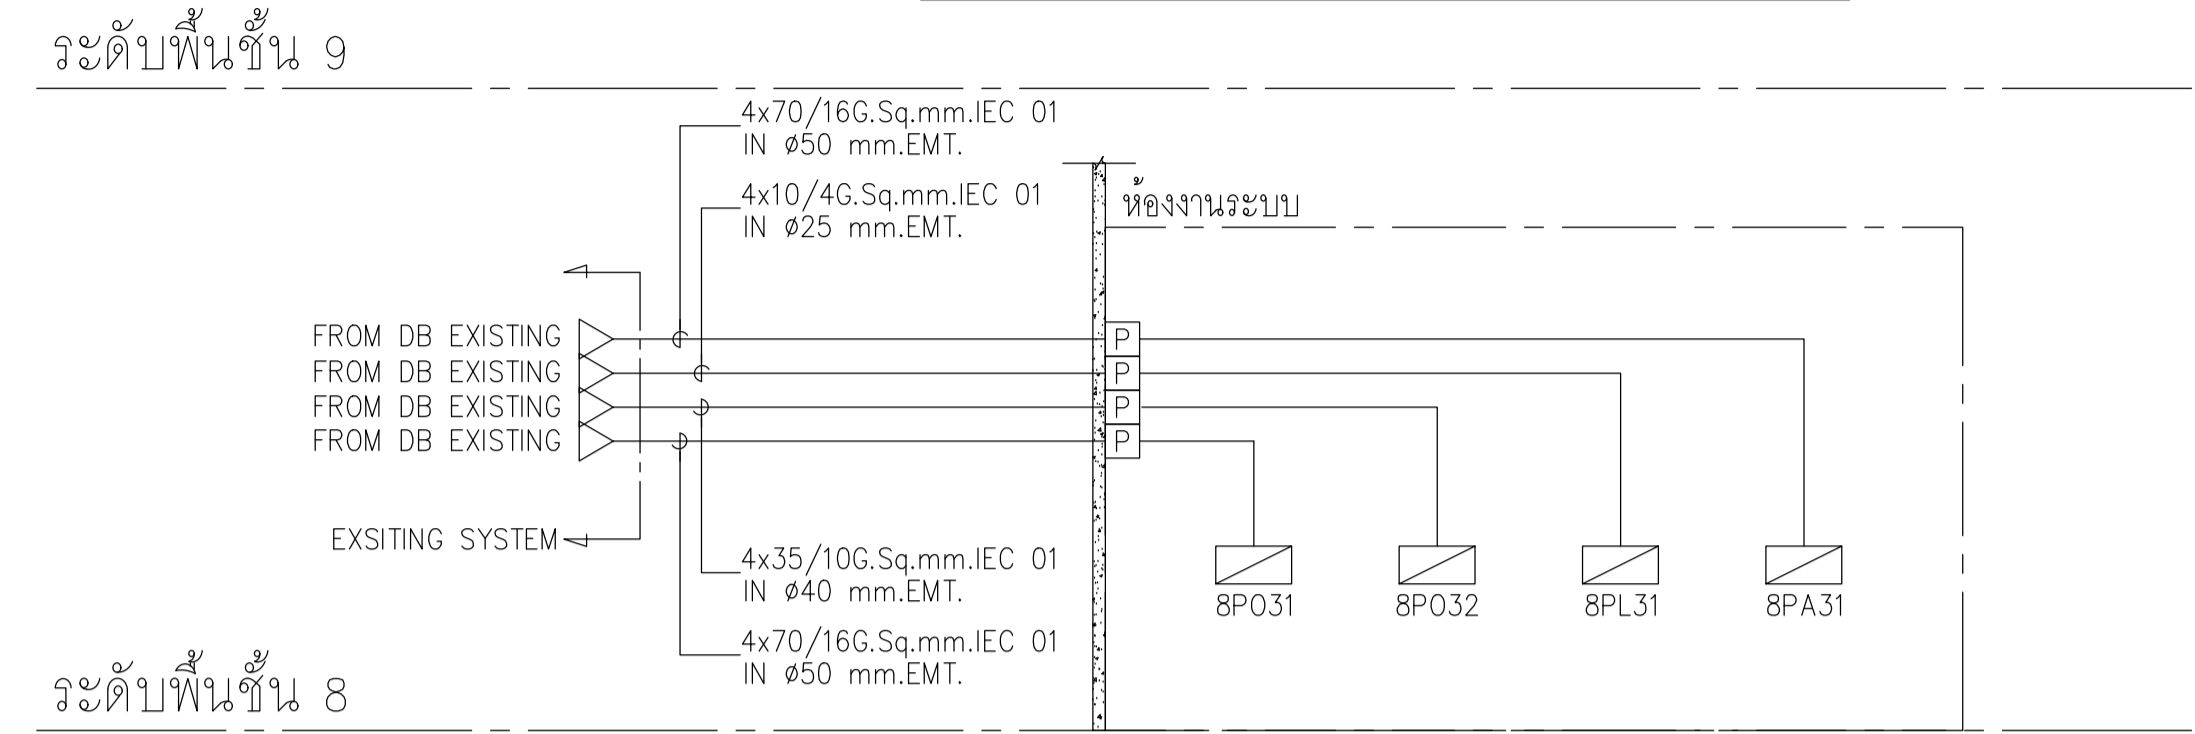 ระดับพื้นชั้น 9
4x70/16G.Sq.mm.IEC 01
IN ø50 mm.EMT.
4x10/4G.Sq.mm.IEC 01
IN ø25 mm.EMT.
ห้องงานระบบ
FROM DB EXISTING
P
FROM DB EXISTING
P
FROM DB EXISTING
P
FROM DB EXISTING
P
EXSITING SYSTEM
4x35/10G.Sq.mm.IEC 01
IN ø40 mm.EMT.
8PO31
8PO32
8PL31
8PA31
4x70/16G.Sq.mm.IEC 01
IN ø50 mm.EMT.
ระดับพื้นชั้น 8